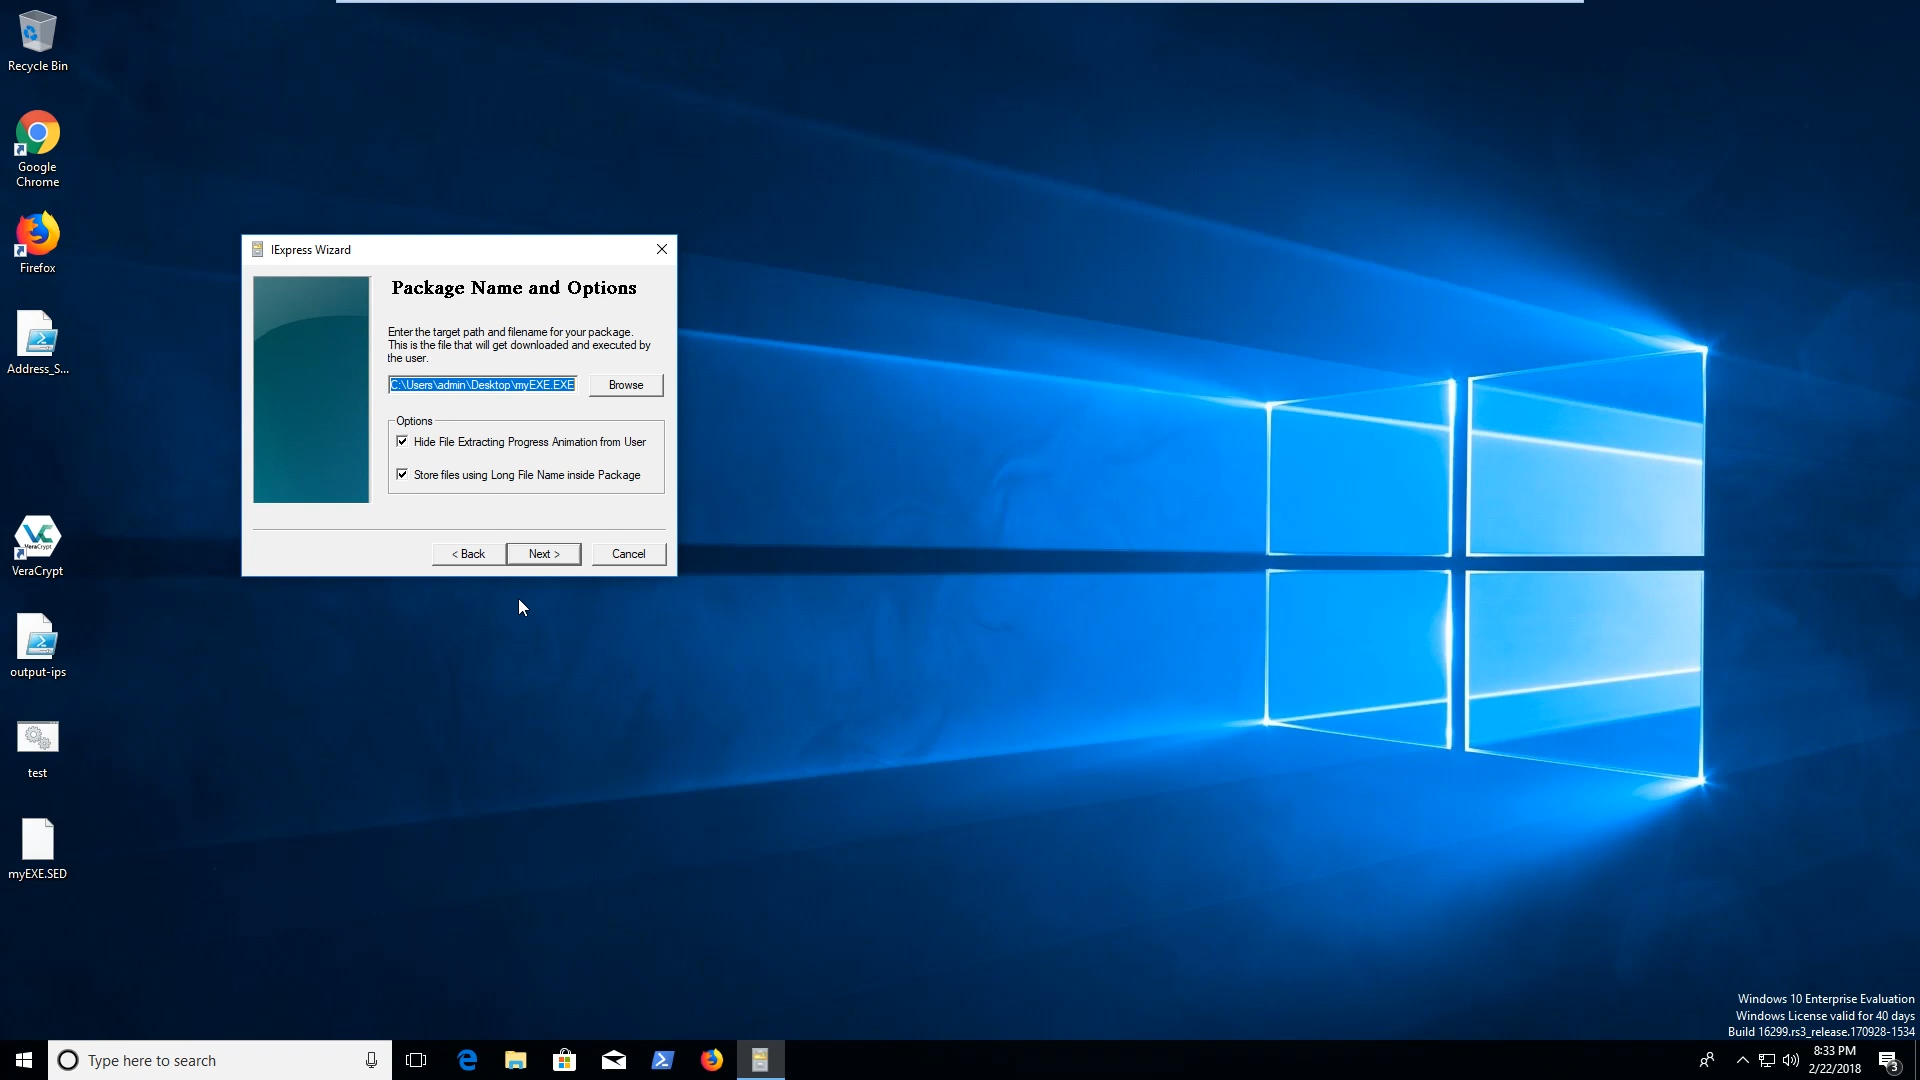 Recycle Bin
Google
Chrome
Firefox
Address_S...
VeraCrypt
VeraCrypt
output-ips
test
myEXE.SED
IExpress Wizard
Package Name and Options
Enter the target path and filename for your package.
This is the file that will get downloaded and executed by
the user.
C:\Users\admin\Desktop\myEXE.EXE
Browse
Options
Hide File Extracting Progress Animation from User
Store files using Long File Name inside Package
< Back
Next >
Cancel
Windows 10 Enterprise Evaluation
Windows License valid for 40 days
Build 16299.rs3_release.170928-1534
Type here to search
8:33 PM
2/22/2018
3